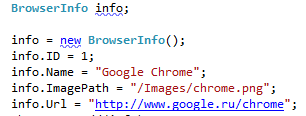 BrowserInfo info;
info = new BrowserInfo();
info.ID = 1;
info.Name = "Google Chrome";
info.ImagePath = "/Images/chrome.png";
info.Url = "http://www.google.ru/chrome";